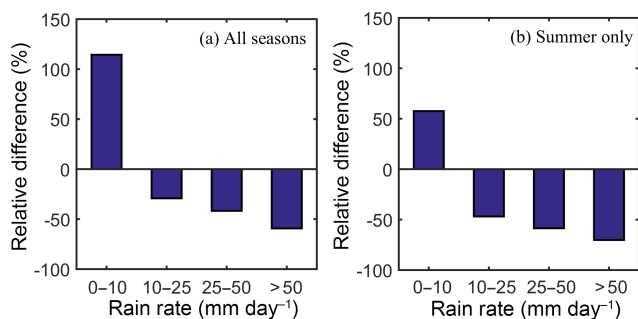 (a) All seasons
Relative difference (%)
150
100
50
0
-50
-100
0–10 10–25 25–50 >50
Rain rate (mm day⁻¹)
(b) Summer only
Relative difference (%)
150
100
50
0
-50
-100
0–10 10–25 25–50 >50
Rain rate (mm day⁻¹)